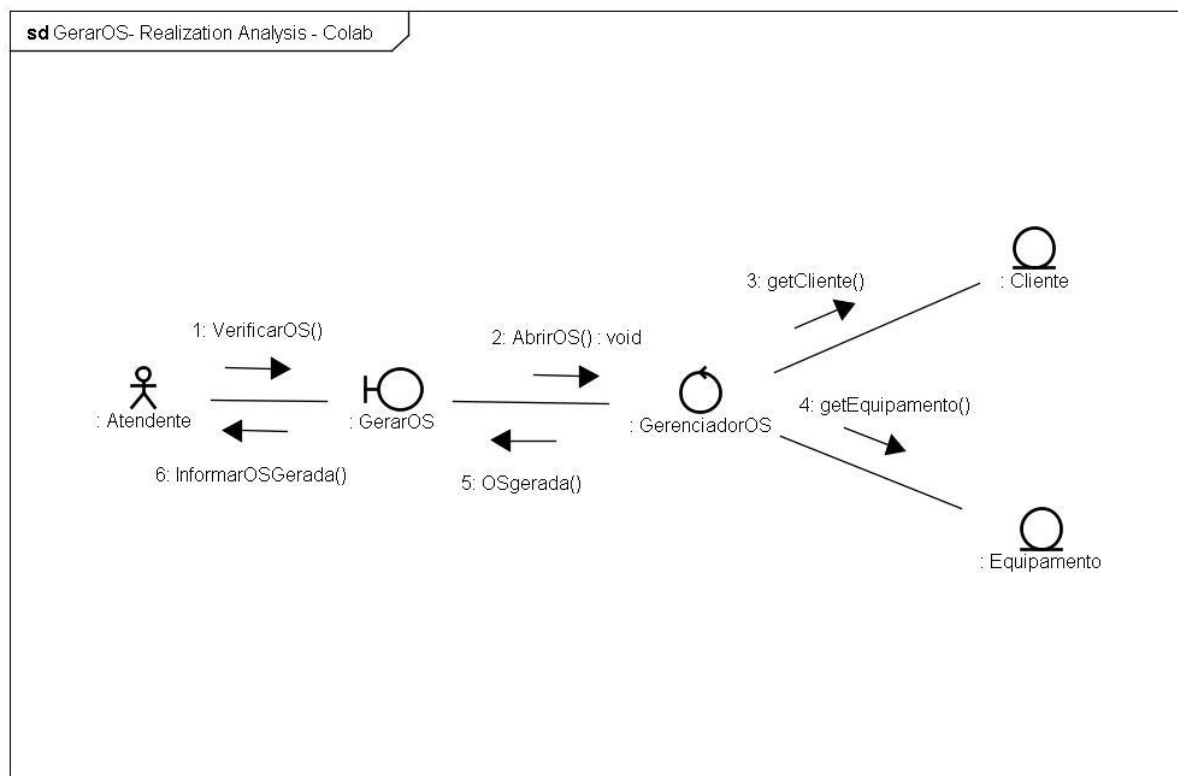 sd GerarOS- Realization Analysis - Colab
3: getCliente()
: Cliente
1: VerificarOS()
2: AbrirOS() : void
4: getEquipamento()
: Atendente
: GerarOS
: GerenciadorOS
6: InformarOSGerada()
5: OSgerada()
: Equipamento